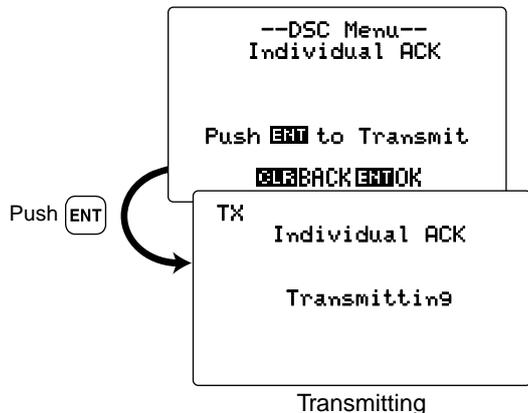 --DSC Menu--
Individual ACK
Push ENT to Transmit
CLR BACK ENT OK
Push ENT
TX
Individual ACK
Transmitting
Transmitting